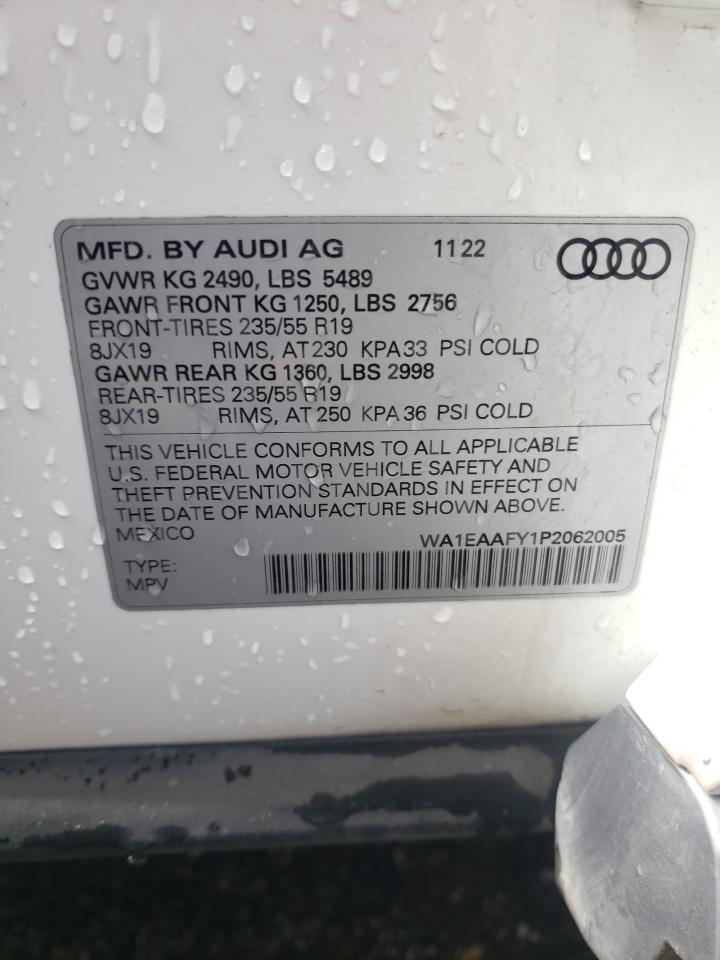 MFD. BY AUDI AG 11 22
GVWR KG 2490, LBS 5489
GAWR FRONT KG 1250, LBS 2756
FRONT-TIRES 235/55 R19
8JX19 RIMS, AT 230 KPA 33 PSI COLD
GAWR REAR KG 1360, LBS 2998
REAR-TIRES 235/55 R19
8JX19 RIMS, AT 250 KPA 36 PSI COLD
THIS VEHICLE CONFORMS TO ALL APPLICABLE
U.S. FEDERAL MOTOR VEHICLE SAFETY AND
THEFT PREVENTION STANDARDS IN EFFECT ON
THE DATE OF MANUFACTURE SHOWN ABOVE.
MEXICO WA1EAAFY1P2062005
TYPE:
MPV